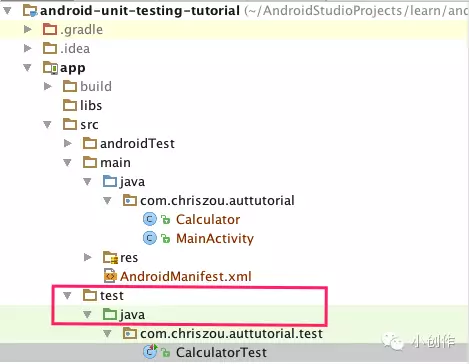 android-unit-testing-tutorial (~/AndroidStudioProjects/learn/and
.gradle
.idea
app
build
libs
src
androidTest
main
java
com.chriszou.auttutorial
Calculator
MainActivity
res
AndroidManifest.xml
test
java
com.chriszou.auttutorial.test
CalculatorTest
小创作